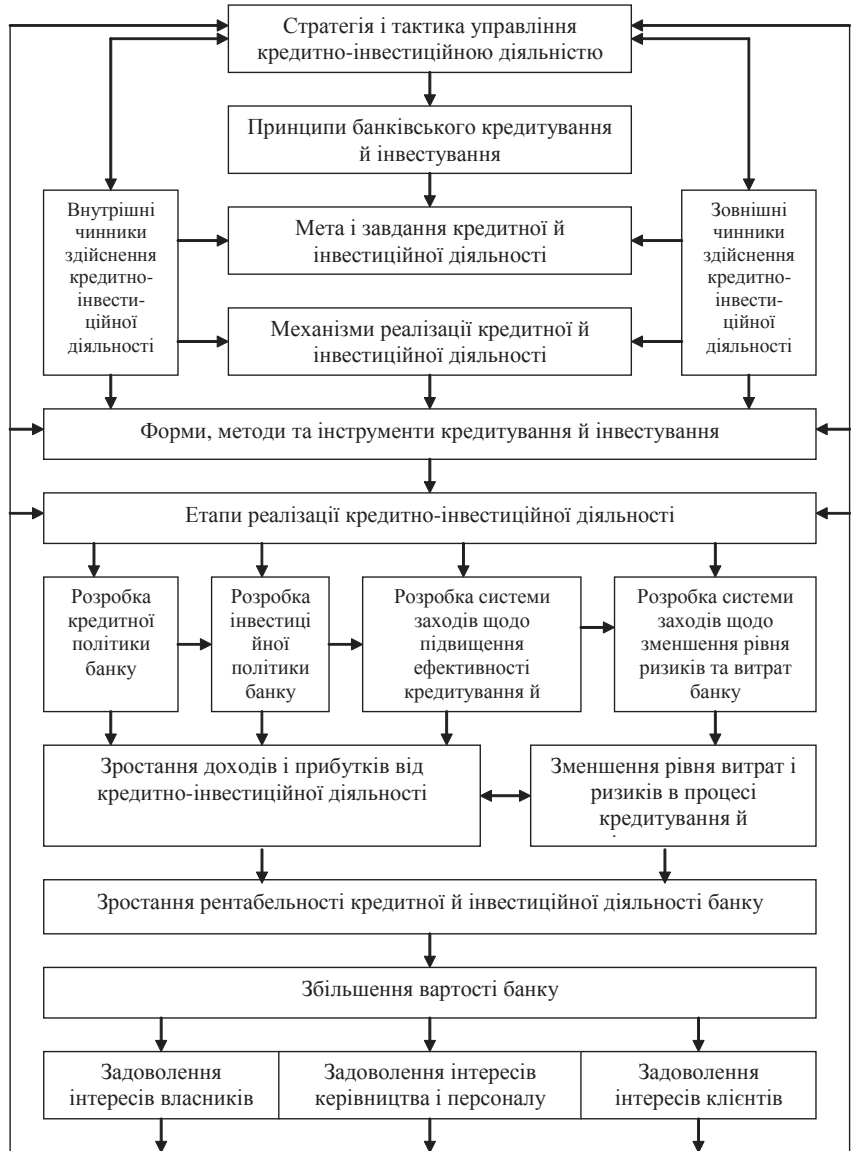 Стратегія і тактика управління
кредитно-інвестиційною діяльністю
Принципи банківського кредитування
й інвестування
Внутрішні
чинники
здійснення
кредитно-
інвести-
ційної
діяльності
Мета і завдання кредитної й
інвестиційної діяльності
Зовнішні
чинники
здійснення
кредитно-
інвести-
ційної
діяльності
Механізми реалізації кредитної й
інвестиційної діяльності
Форми, методи та інструменти кредитування й інвестування
Етапи реалізації кредитно-інвестиційної діяльності
Розробка
кредитної
політики
банку
Розробка
інвестиці
йної
політики
банку
Розробка системи
заходів щодо
підвищення
ефективності
кредитування й
Розробка системи
заходів щодо
зменшення рівня
ризиків та витрат
банку
Зростання доходів і прибутків від
кредитно-інвестиційної діяльності
Зменшення рівня витрат і
ризиків в процесі
кредитування й
Зростання рентабельності кредитної й інвестиційної діяльності банку
Збільшення вартості банку
Задоволення
інтересів власників
Задоволення інтересів
керівництва і персоналу
Задоволення
інтересів клієнтів